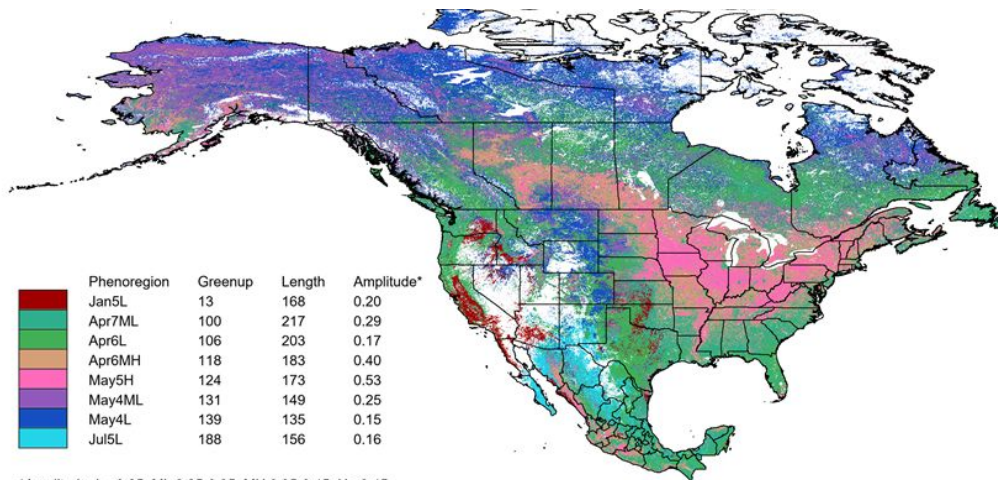 Phenoregion Greenup Length Amplitude*
Jan5L 13 168 0.20
Apr7ML 100 217 0.29
Apr6L 106 203 0.17
Apr6MH 118 183 0.40
May5H 124 173 0.53
May4ML 131 149 0.25
May4L 139 135 0.15
Jul5L 188 156 0.16